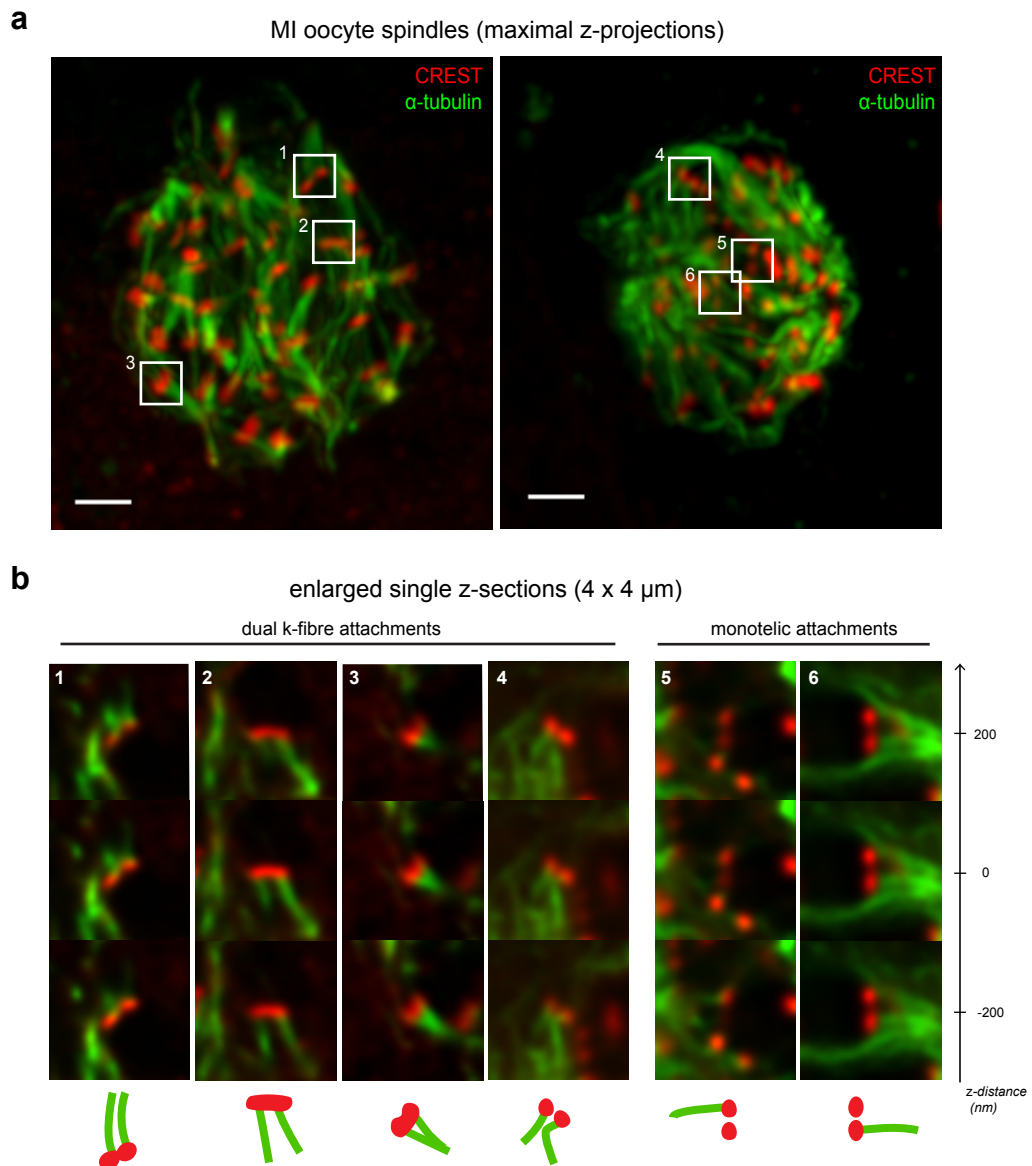 a
MI oocyte spindles (maximal z-projections)
CREST
α-tubulin
1
2
3
CREST
α-tubulin
4
5
6
b
enlarged single z-sections (4 x 4 µm)
dual k-fibre attachments
monotelic attachments
1
2
3
4
5
6
200
0
-200
z-distance
(nm)